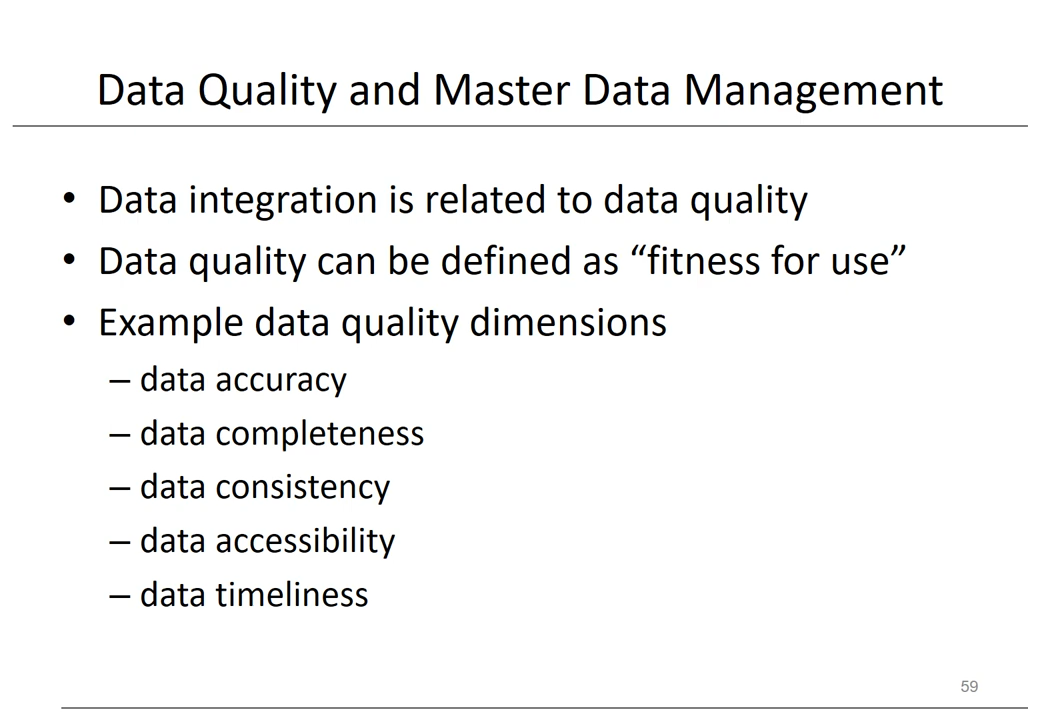 Data Quality and Master Data Management
• Data integration is related to data quality
• Data quality can be defined as “fitness for use”
• Example data quality dimensions
– data accuracy
– data completeness
– data consistency
– data accessibility
– data timeliness
59